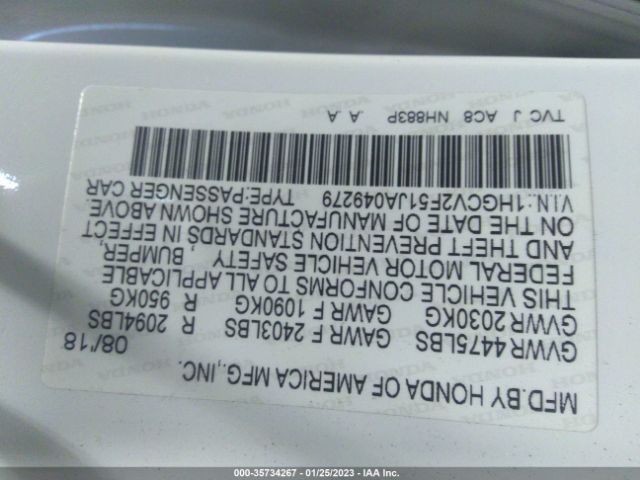 MFD.BY HONDA OF AMERICA MFG.,INC. 08/18
GVWR 4475LBS GAWR F 2403LBS R 2094LBS
GVWR 2030KG GAWR F 1090KG R 950KG
THIS VEHICLE CONFORMS TO ALL APPLICABLE
FEDERAL MOTOR VEHICLE SAFETY , BUMPER,
AND THEFT PREVENTION STANDARDS IN EFFECT
ON THE DATE OF MANUFACTURE SHOWN ABOVE.
V.I.N.:1HGCV2F51JA049279 TYPE:PASSENGER CAR
TVC J AC8 NH883P .A .A
000-35734267 - 01/25/2023 - IAA Inc.